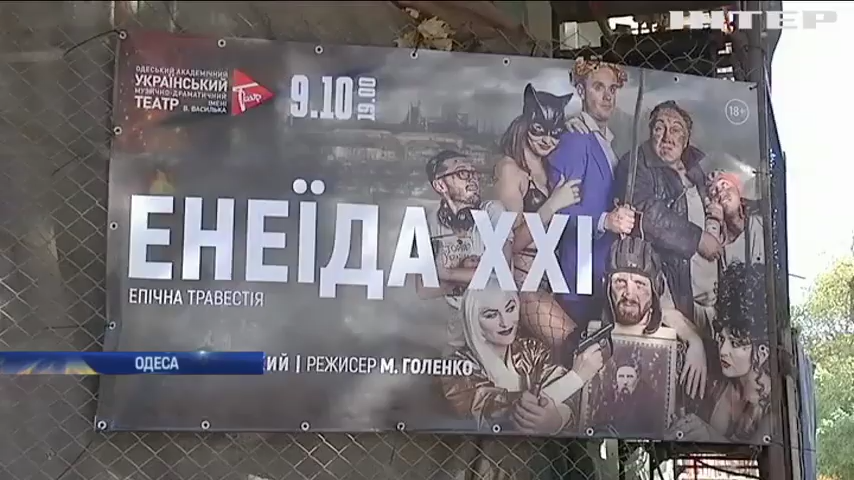 ІНТЕР
ОДЕСЬКИЙ АКАДЕМІЧНИЙ
УКРАЇНСЬКИЙ
МУЗИЧНО-ДРАМАТИЧНИЙ
ТЕАТР ІМЕНІ
В. ВАСИЛЬКА
9.10 19.00
18+
ЕНЕЇДА XXI
ЕПІЧНА ТРАВЕСТІЯ
РЕЖИСЕР М. ГОЛЕНКО
ОДЕСА